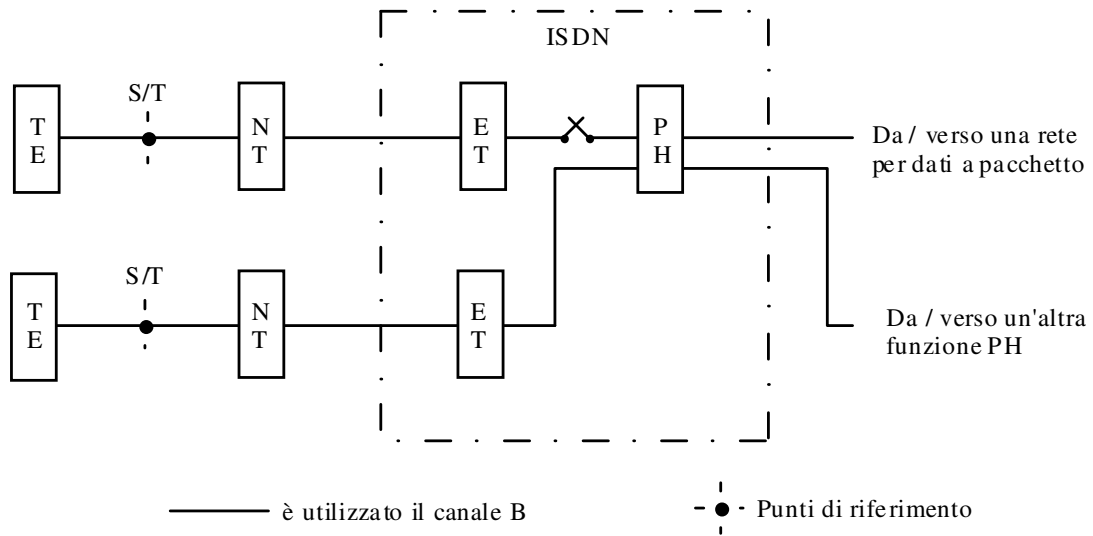 ISDN
S/T
T
E
N
T
E
T
P
H
Da / verso una rete
per dati a pacchetto
S/T
T
E
N
T
E
T
Da / verso un'altra
funzione PH
è utilizzato il canale B
Punti di riferimento